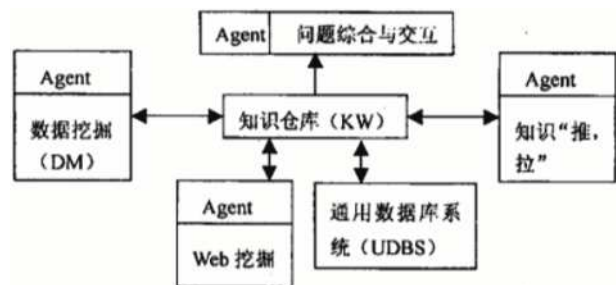 Agent 问题综合与交互
Agent
数据挖掘
（DM）
知识仓库（KW）
Agent
知识“推，
拉”
Agent
Web 挖掘
通用数据库系
统（UDBS）